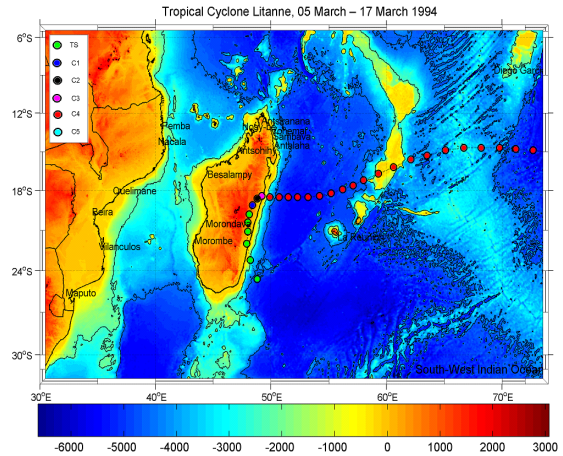 Tropical Cyclone Litanne, 05 March – 17 March 1994
6°S
12°S
18°S
24°S
30°S
TS
C1
C2
C3
C4
C5
Diego Garci
Pemba
Nacala
Antsiranana
Sambava
Antalaha
Antsohihy
Besalampy
Quelimane
Beira
Morondava
Morombe
Vilanculos
Maputo
South-West Indian Ocean
30°E
40°E
50°E
60°E
70°E
-6000
-5000
-4000
-3000
-2000
-1000
0
1000
2000
3000